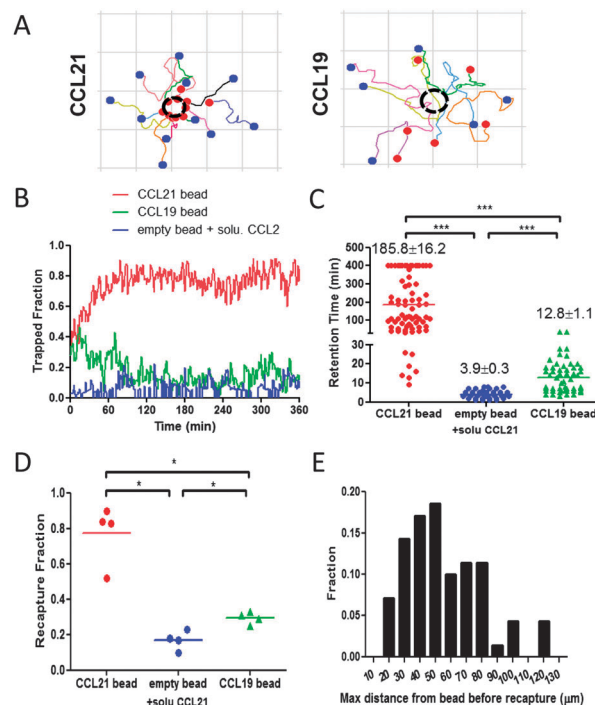 A
CCL21
CCL19
B
CCL21 bead
CCL19 bead
empty bead + solu. CCL2
Trapped Fraction
1.0
0.8
0.6
0.4
0.2
0.0
0 60 120 180 240 300 360
Time (min)
C
***
*** ***
185.8±16.2
12.8±1.1
3.9±0.3
Retention Time (min)
500
400
300
200
100
30
20
10
0
CCL21 bead empty bead CCL19 bead
+solu CCL21
D
*
* *
Recapture Fraction
1.0
0.8
0.6
0.4
0.2
0.0
CCL21 bead empty bead CCL19 bead
+solu CCL21
E
Fraction
0.20
0.15
0.10
0.05
0.00
10 20 30 40 50 60 70 80 90 100 110 120 130
Max distance from bead before recapture (μm)